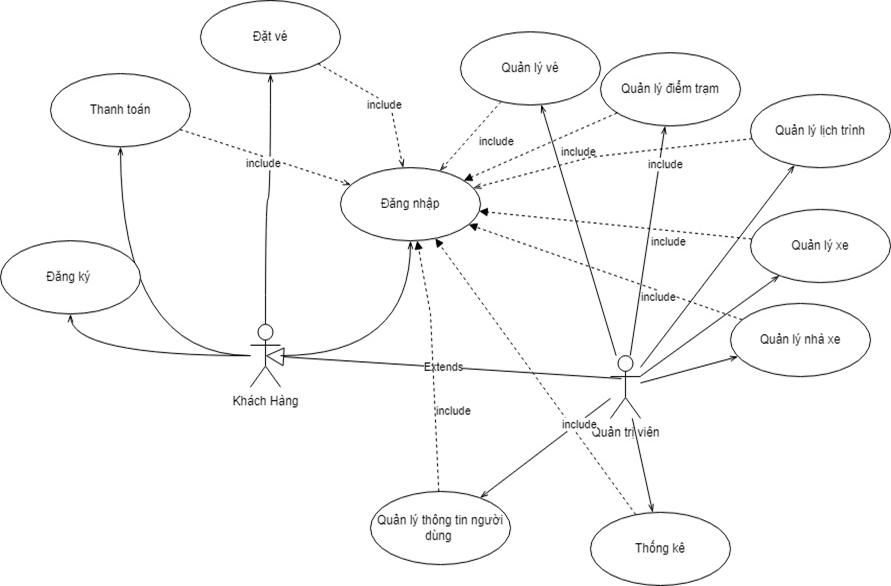 Đặt vé
Quản lý vé
Quản lý điểm trạm
Thanh toán
include
Quản lý lịch trình
include
include
include
include
Đăng nhập
include
Quản lý xe
Đăng ký
include
Quản lý nhà xe
Extends
Khách Hàng
include
include
Quản trị viên
Quản lý thông tin người
dùng
Thống kê